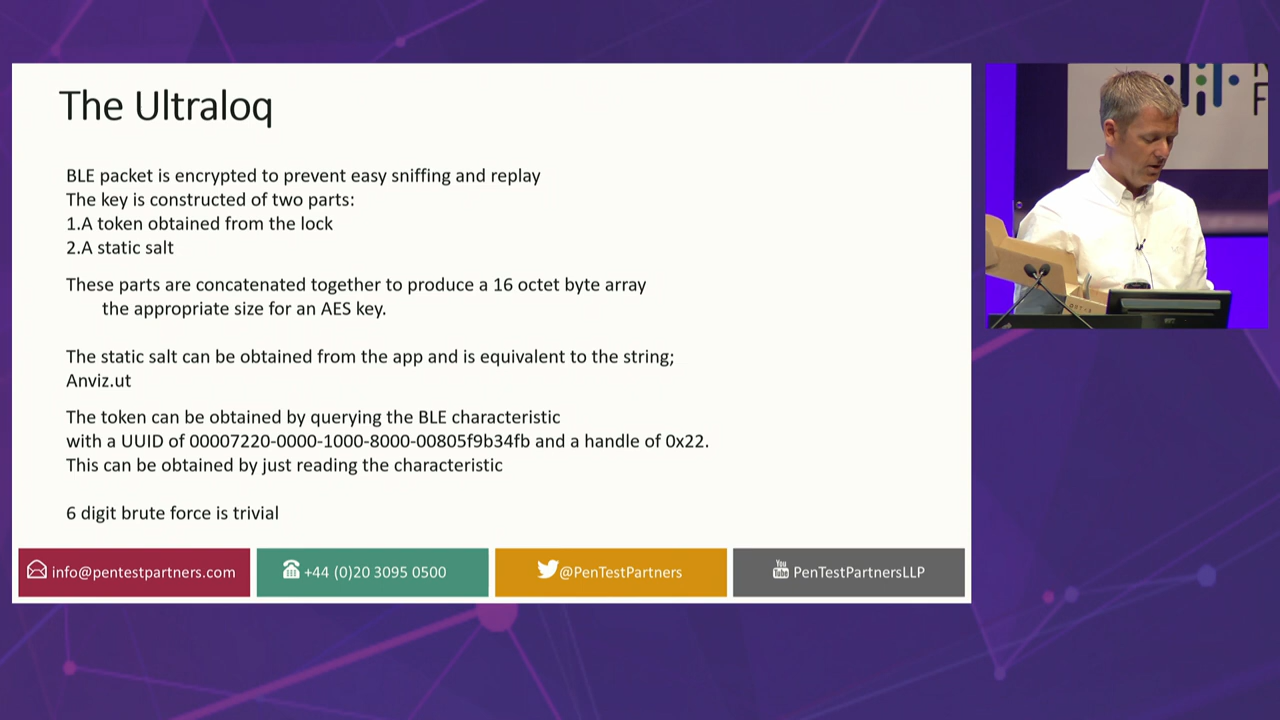 The Ultraloq
BLE packet is encrypted to prevent easy sniffing and replay
The key is constructed of two parts:
1.A token obtained from the lock
2.A static salt
These parts are concatenated together to produce a 16 octet byte array
the appropriate size for an AES key.
The static salt can be obtained from the app and is equivalent to the string;
Anviz.ut
The token can be obtained by querying the BLE characteristic
with a UUID of 00007220-0000-1000-8000-00805f9b34fb and a handle of 0x22.
This can be obtained by just reading the characteristic
6 digit brute force is trivial
info@pentestpartners.com
+44 (0)20 3095 0500
@PenTestPartners
You
Tube
PenTestPartnersLLP